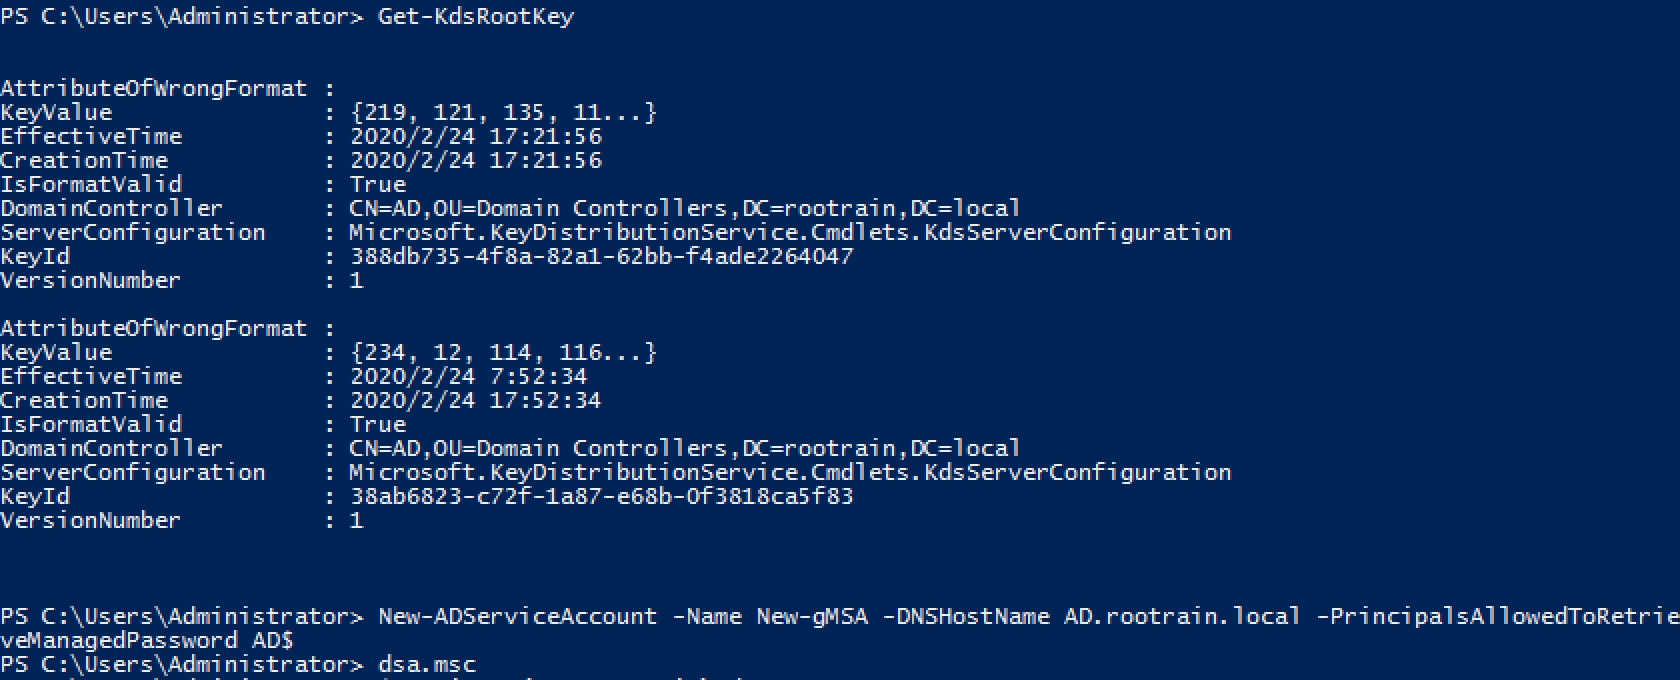 PS C:\Users\Administrator> Get-KdsRootKey
AttributeOfWrongFormat :
KeyValue : {219, 121, 135, 11...}
EffectiveTime : 2020/2/24 17:21:56
CreationTime : 2020/2/24 17:21:56
IsFormatValid : True
DomainController : CN=AD,OU=Domain Controllers,DC=rootrain,DC=local
ServerConfiguration : Microsoft.KeyDistributionService.Cmdlets.KdsServerConfiguration
KeyId : 388db735-4f8a-82a1-62bb-f4ade2264047
VersionNumber : 1
AttributeOfWrongFormat :
KeyValue : {234, 12, 114, 116...}
EffectiveTime : 2020/2/24 7:52:34
CreationTime : 2020/2/24 17:52:34
IsFormatValid : True
DomainController : CN=AD,OU=Domain Controllers,DC=rootrain,DC=local
ServerConfiguration : Microsoft.KeyDistributionService.Cmdlets.KdsServerConfiguration
KeyId : 38ab6823-c72f-1a87-e68b-0f3818ca5f83
VersionNumber : 1
PS C:\Users\Administrator> New-ADServiceAccount -Name New-gMSA -DNSHostName AD.rootrain.local -PrincipalsAllowedToRetrie
veManagedPassword AD$
PS C:\Users\Administrator> dsa.msc